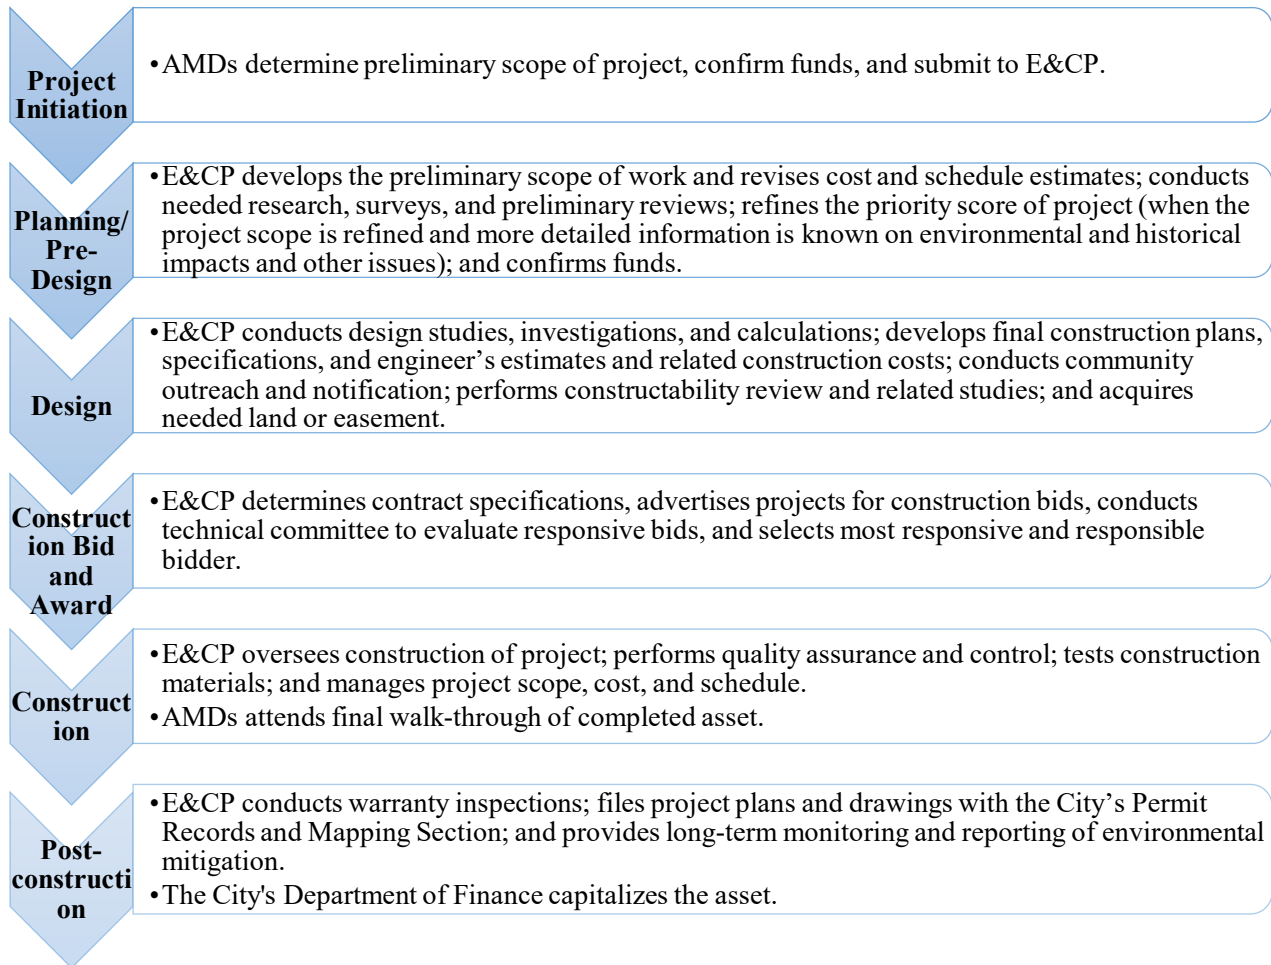 Project
Initiation
•AMDs determine preliminary scope of project, confirm funds, and submit to E&CP.
Planning/
Pre-
Design
•E&CP develops the preliminary scope of work and revises cost and schedule estimates; conducts
needed research, surveys, and preliminary reviews; refines the priority score of project (when the
project scope is refined and more detailed information is known on environmental and historical
impacts and other issues); and confirms funds.
Design
•E&CP conducts design studies, investigations, and calculations; develops final construction plans,
specifications, and engineer’s estimates and related construction costs; conducts community
outreach and notification; performs constructability review and related studies; and acquires
needed land or easement.
Construct
ion Bid
and
Award
•E&CP determines contract specifications, advertises projects for construction bids, conducts
technical committee to evaluate responsive bids, and selects most responsive and responsible
bidder.
Construct
ion
•E&CP oversees construction of project; performs quality assurance and control; tests construction
materials; and manages project scope, cost, and schedule.
•AMDs attends final walk-through of completed asset.
Post-
constructi
on
•E&CP conducts warranty inspections; files project plans and drawings with the City’s Permit
Records and Mapping Section; and provides long-term monitoring and reporting of environmental
mitigation.
•The City's Department of Finance capitalizes the asset.